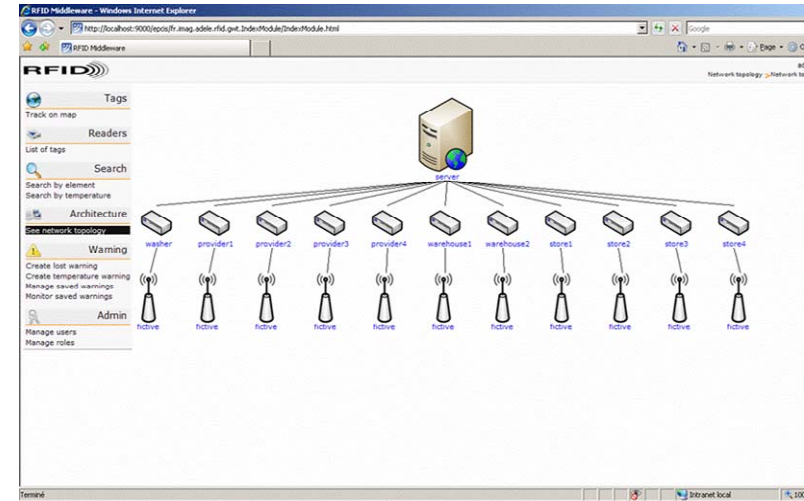 RFID Middleware - Windows Internet Explorer
http://localhost:9000/epcis/fr.imag.adele.rfid.gwt.IndexModule/IndexModule.html
Google
RFID Middleware
Page
RFID
Network topology > Network to
Tags
Track on map
Readers
List of tags
Search
Search by element
Search by temperature
Architecture
See network topology
Warning
Create lost warning
Create temperature warning
Manage saved warnings
Monitor saved warnings
Admin
Manage users
Manage roles
server
washer provider1 provider2 provider3 provider4 warehouse1 warehouse2 store1 store2 store3 store4
fictive fictive fictive fictive fictive fictive fictive fictive fictive fictive fictive
Terminé
Intranet local
100